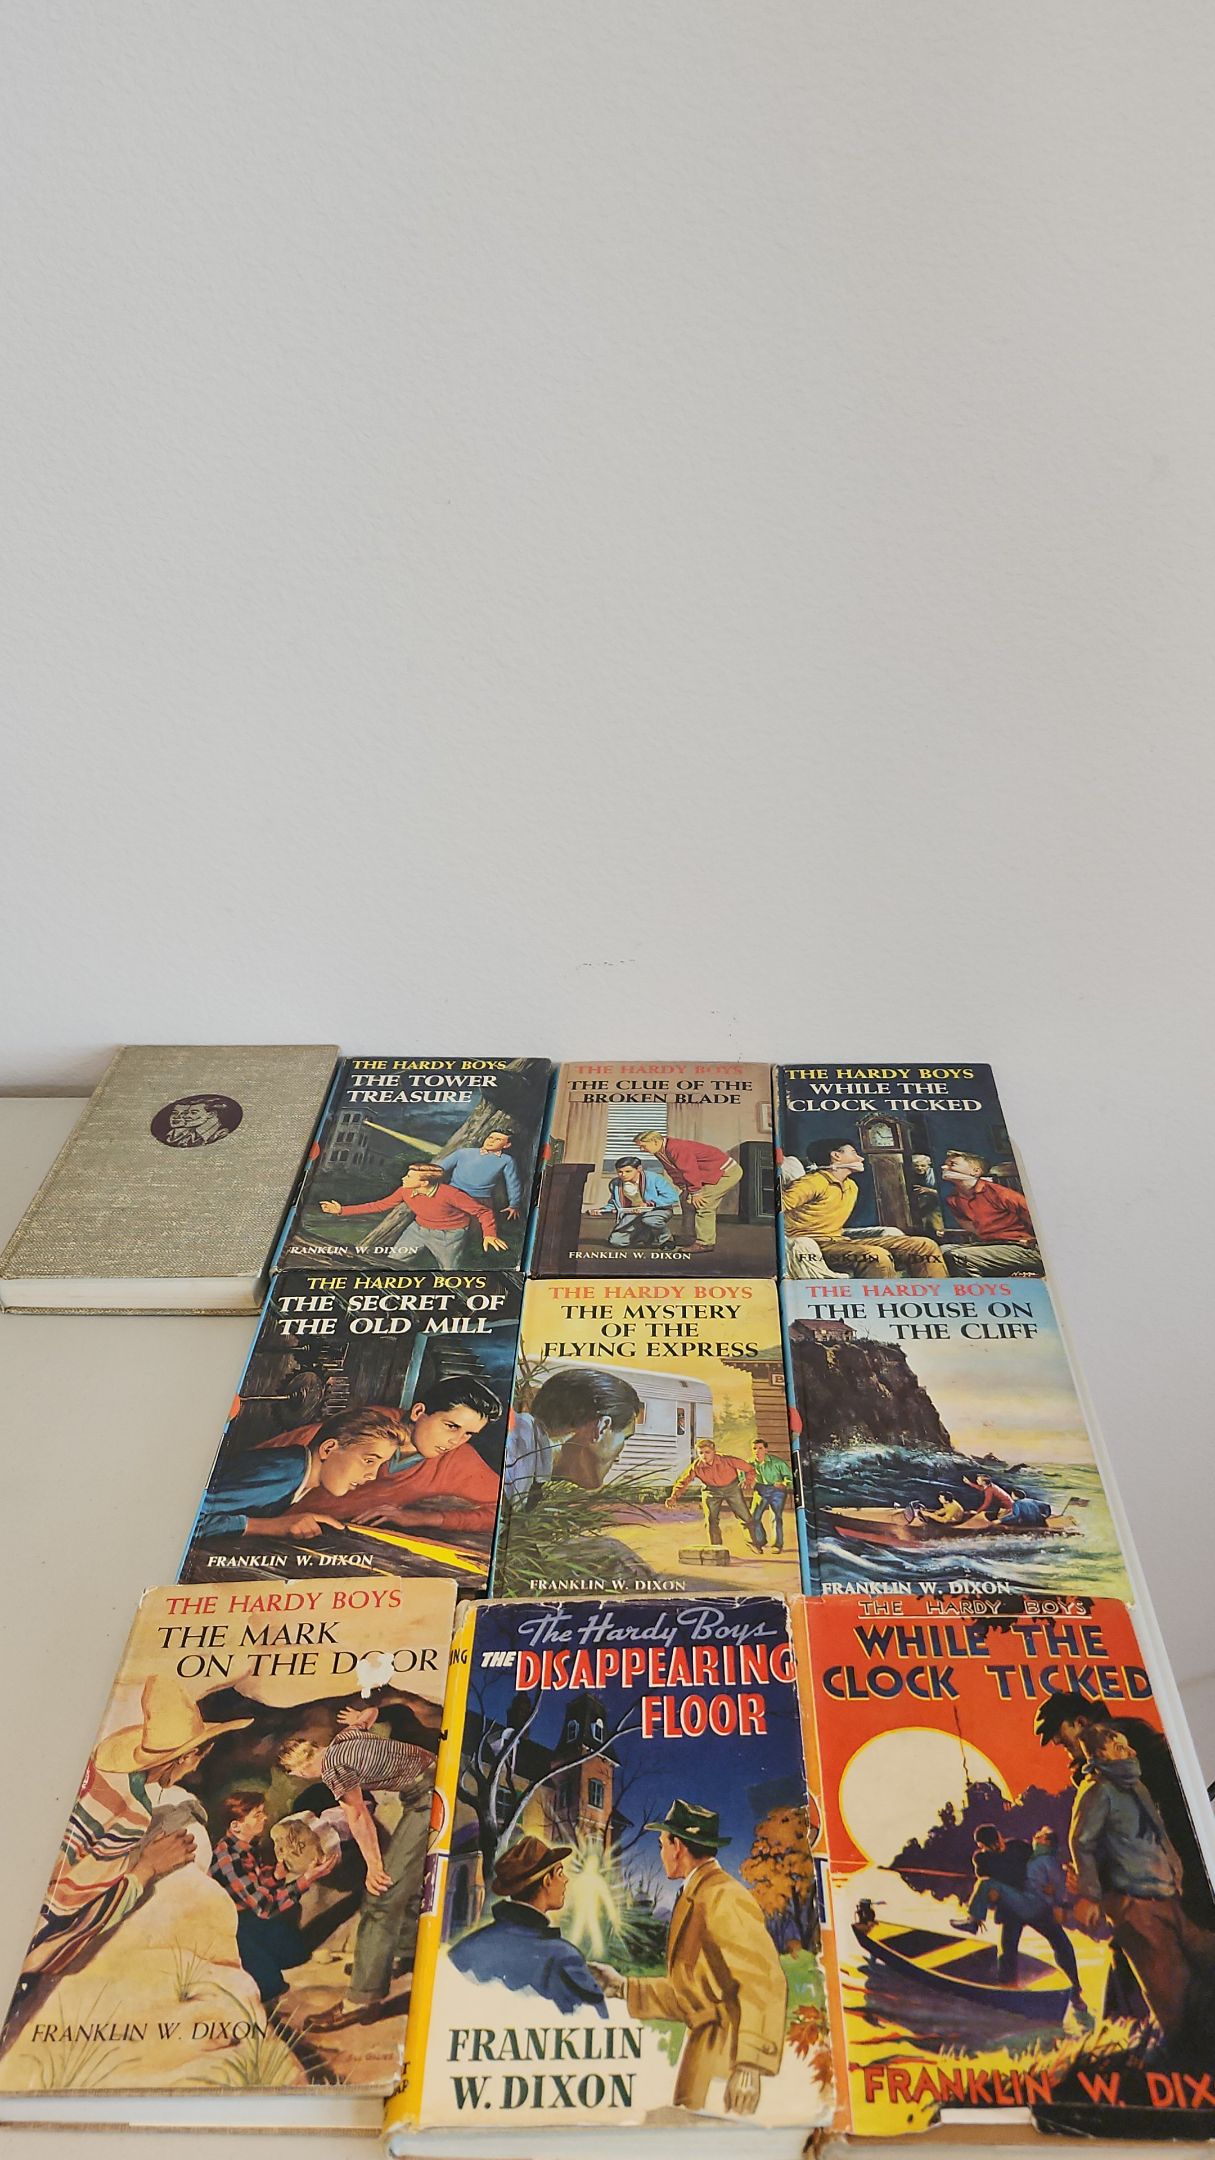 THE HARDY BOYS
THE TOWER
TREASURE
RANKLIN W. DIXON
THE HARDY BOYS
THE CLUE OF THE
BROKEN BLADE
FRANKLIN W. DIXON
THE HARDY BOYS
WHILE THE
CLOCK TICKED
FRANKLIN W. DIXON
THE HARDY BOYS
THE SECRET OF
THE OLD MILL
FRANKLIN W. DIXON
THE HARDY BOYS
THE MYSTERY
OF THE
FLYING EXPRESS
FRANKLIN W. DIXON
THE HARDY BOYS
THE HOUSE ON
THE CLIFF
FRANKLIN W. DIXON
THE HARDY BOYS
THE MARK
ON THE DOOR
FRANKLIN W. DIXON
The Hardy Boys
THE DISAPPEARING
FLOOR
FRANKLIN
W. DIXON
THE HARDY BOYS
WHILE THE
CLOCK TICKED
FRANKLIN W. DIX